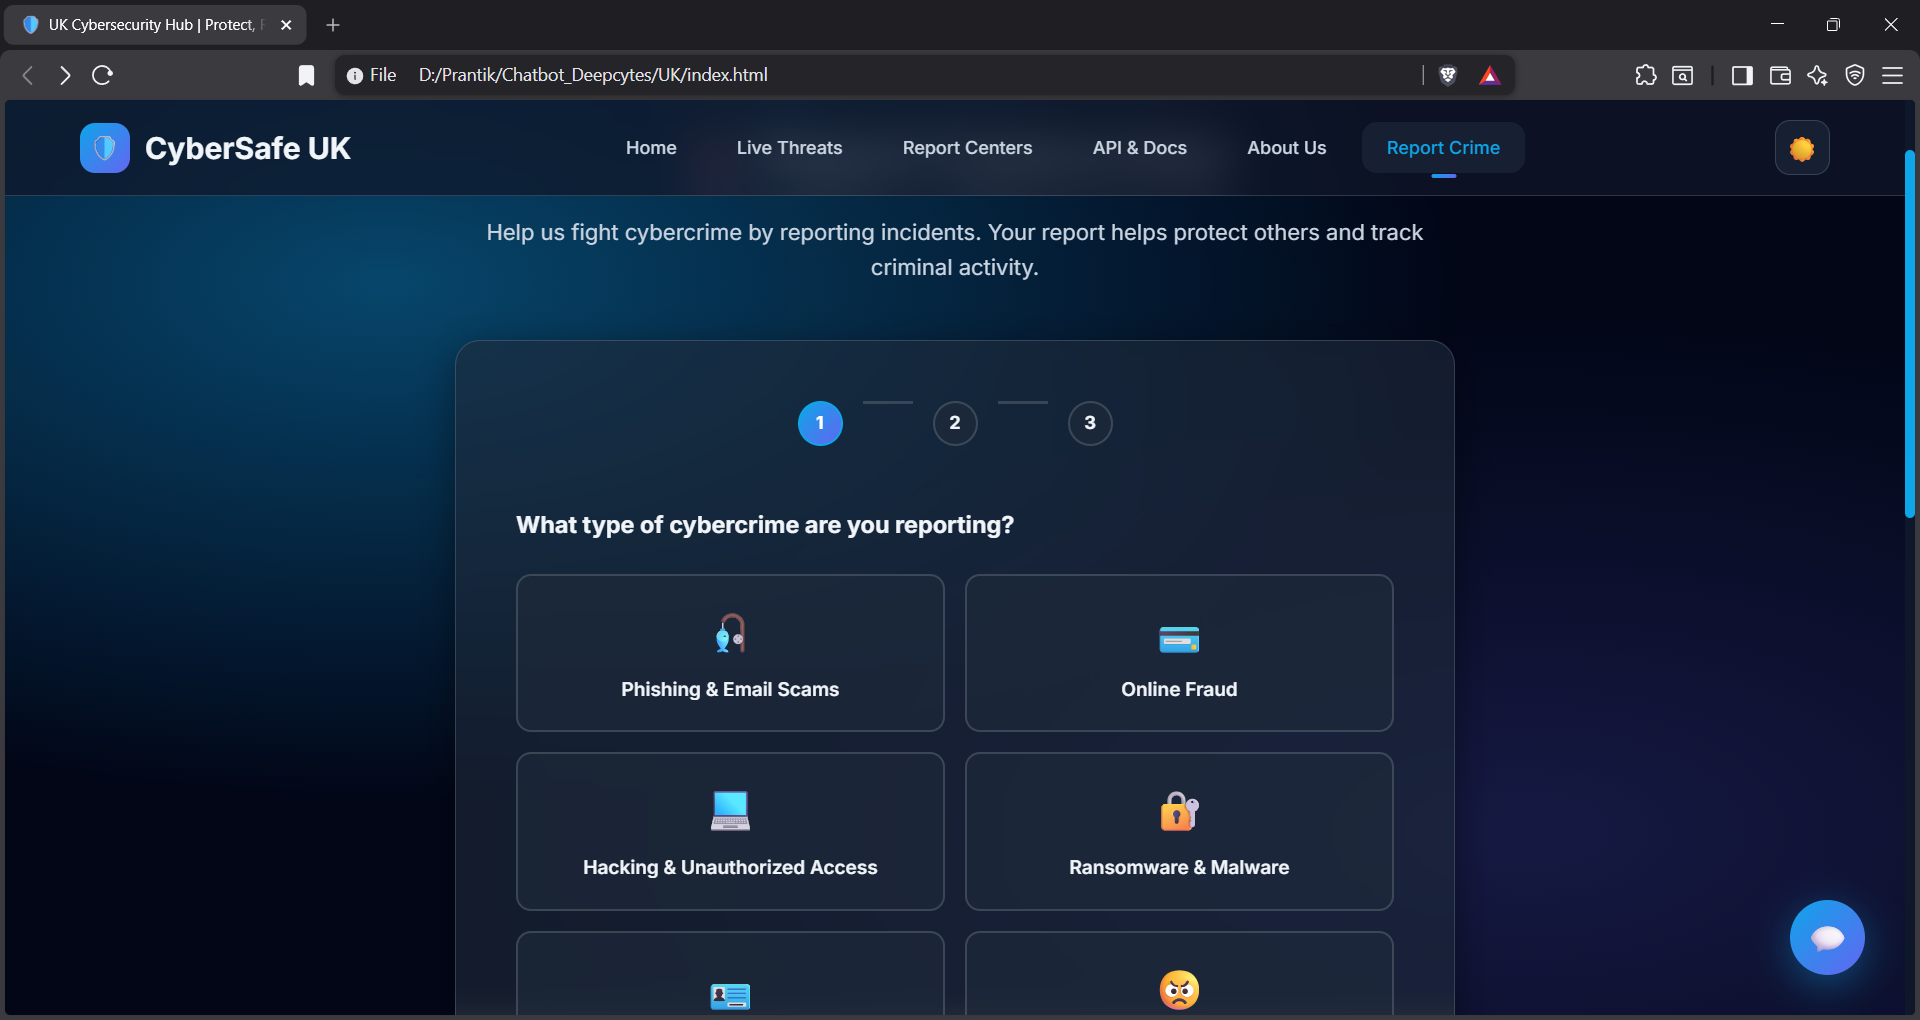 UK Cybersecurity Hub | Protect,
File D:/Prantik/Chatbot_Deepcytes/UK/index.html
CyberSafe UK
Home
Live Threats
Report Centers
API & Docs
About Us
Report Crime
Help us fight cybercrime by reporting incidents. Your report helps protect others and track
criminal activity.
1
2
3
What type of cybercrime are you reporting?
Phishing & Email Scams
Online Fraud
Hacking & Unauthorized Access
Ransomware & Malware